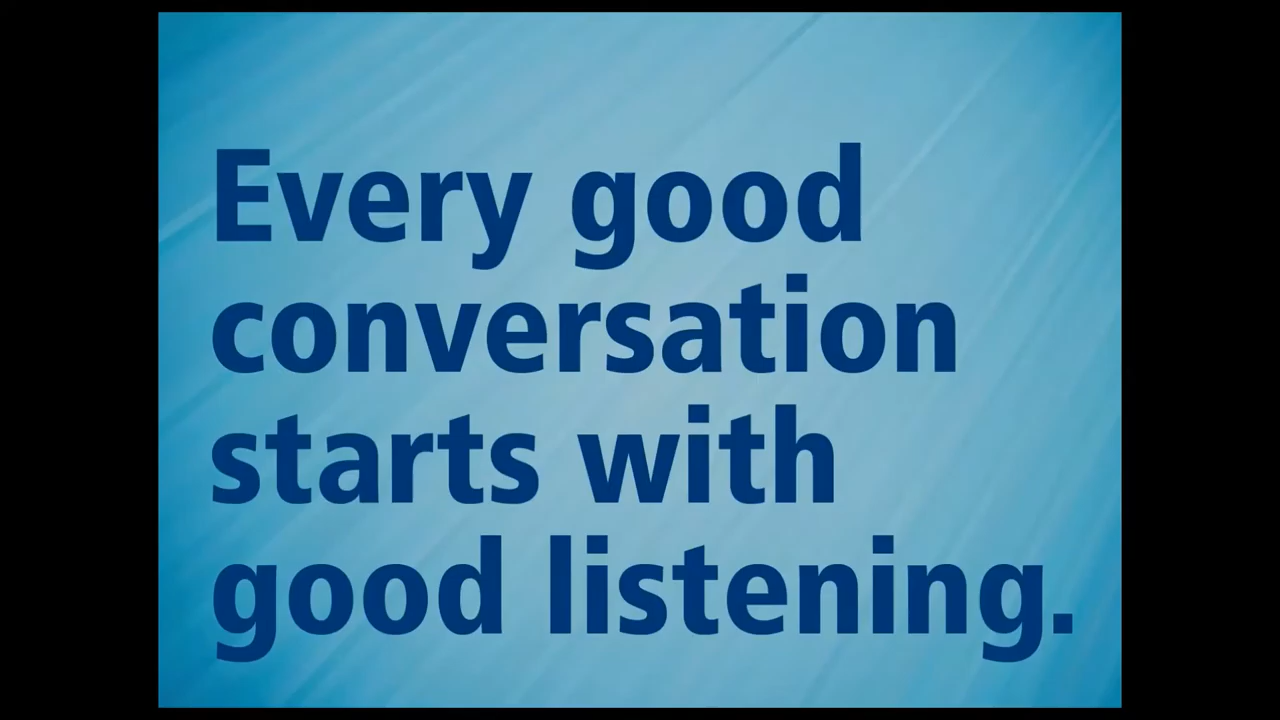 Every good
conversation
starts with
good listening.